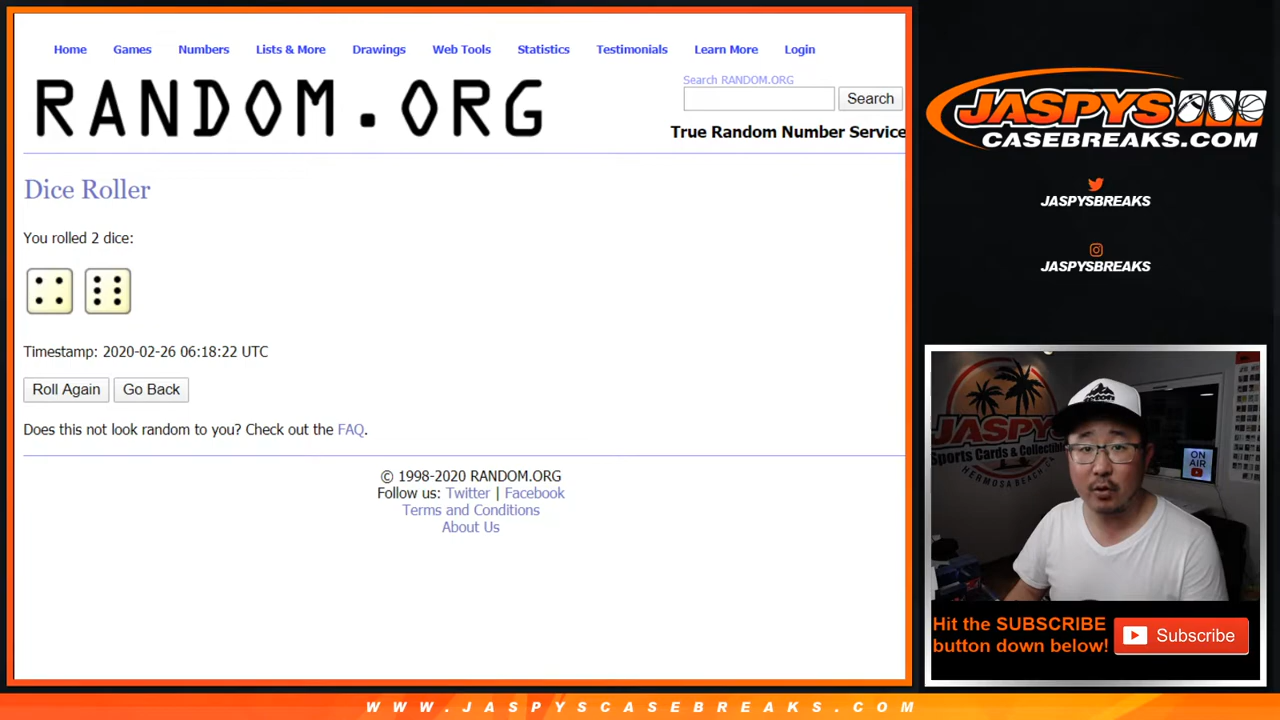 Home Games Numbers Lists & More Drawings Web Tools Statistics Testimonials Learn More Login
RANDOM.ORG
Search RANDOM.ORG
Search
True Random Number Service
Dice Roller
You rolled 2 dice:
Timestamp: 2020-02-26 06:18:22 UTC
Roll Again Go Back
Does this not look random to you? Check out the FAQ.
© 1998-2020 RANDOM.ORG
Follow us: Twitter | Facebook
Terms and Conditions
About Us
JASPYS
CASEBREAKS.COM
JASPYSBREAKS
JASPYSBREAKS
JASPYS
Sports Cards & Collectibles
HERMOSA BEACH, CA
ON
AIR
Hit the SUBSCRIBE
button down below!
Subscribe
WWW.JASPYSCASEBREAKS.COM